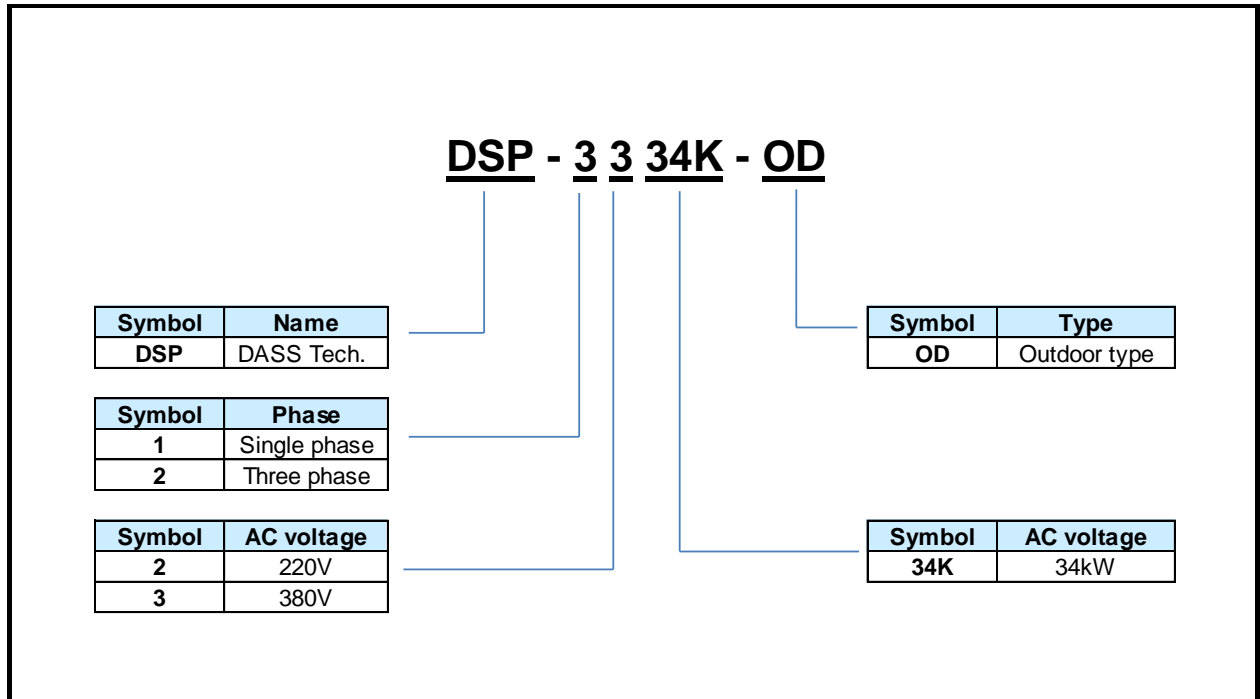 DSP - 3 3 34K - OD
Symbol Name
DSP DASS Tech.
Symbol Phase
1 Single phase
2 Three phase
Symbol AC voltage
2 220V
3 380V
Symbol Type
OD Outdoor type
Symbol AC voltage
34K 34kW